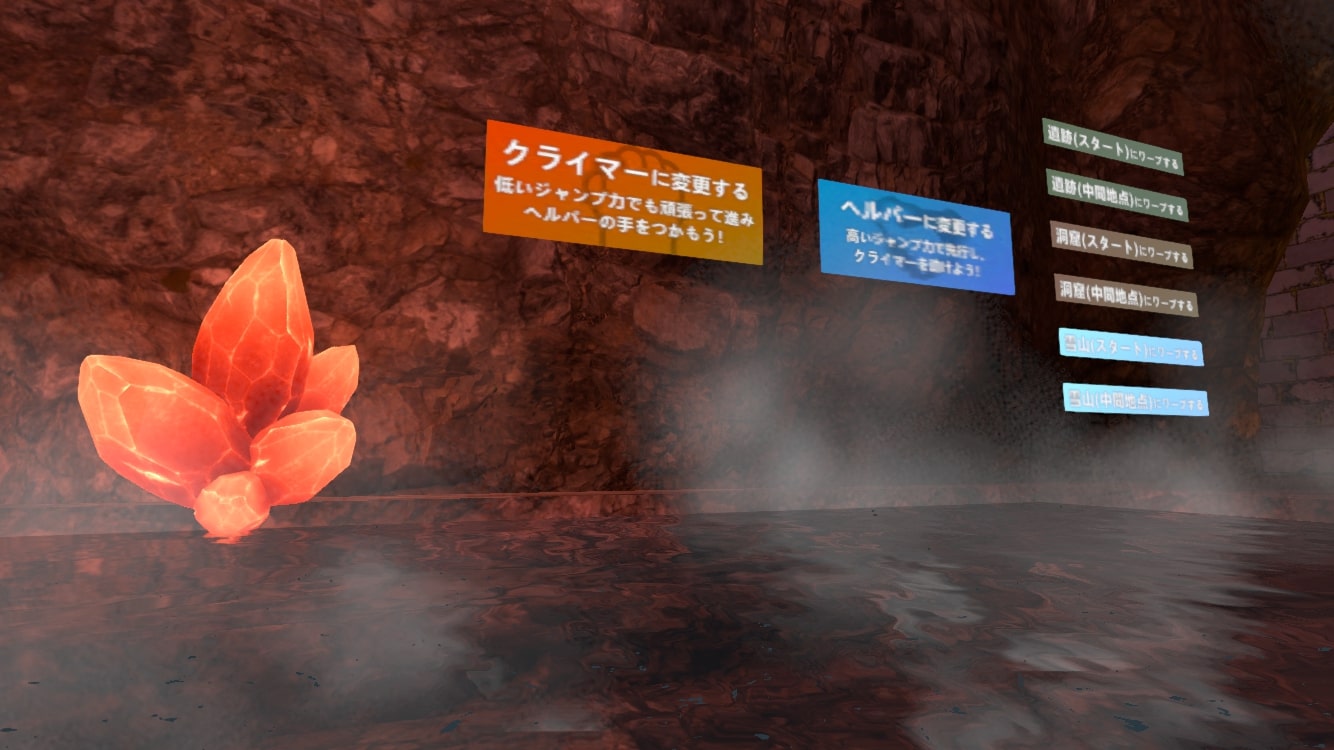 クライマーに変更する
低いジャンプ力でも頑張って進み
ヘルパーの手をつかもう!
ヘルパーに変更する
高いジャンプ力で先行し、
クライマーを助けよう!
遺跡(スタート)にワープする
遺跡(中間地点)にワープする
洞窟(スタート)にワープする
洞窟(中間地点)にワープする
雪山(スタート)にワープする
雪山(中間地点)にワープする